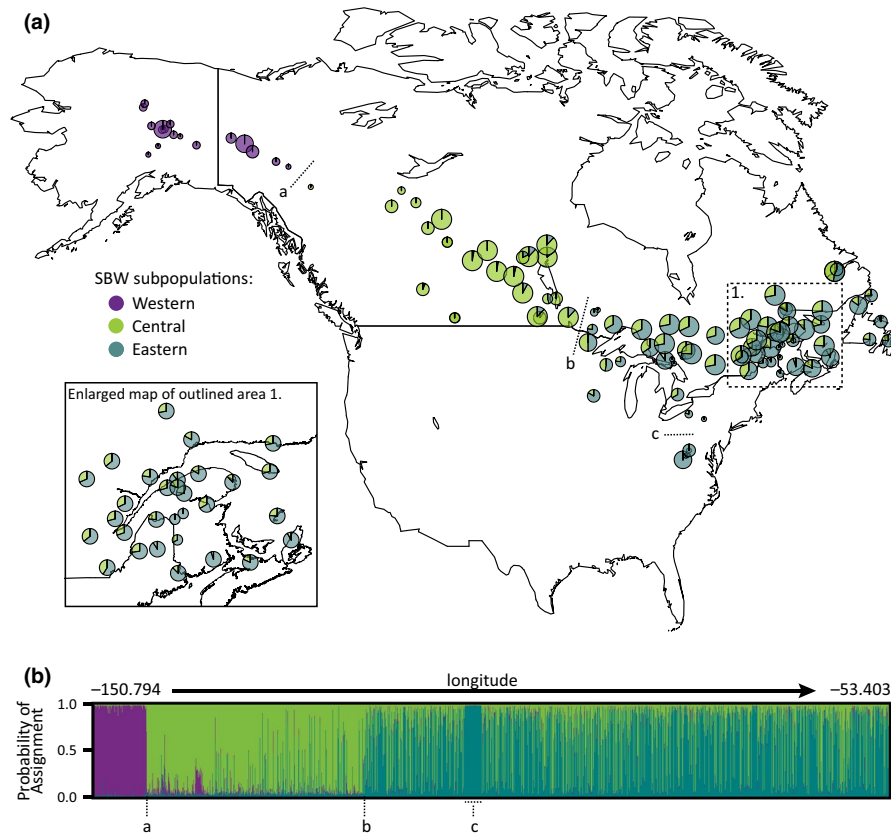 (a)
a
SBW subpopulations:
Western
Central
Eastern
1.
b
c
Enlarged map of outlined area 1.
(b)
−150.794
longitude
−53.403
Probability of
Assignment
1.0
0.5
0.0
a
b
c